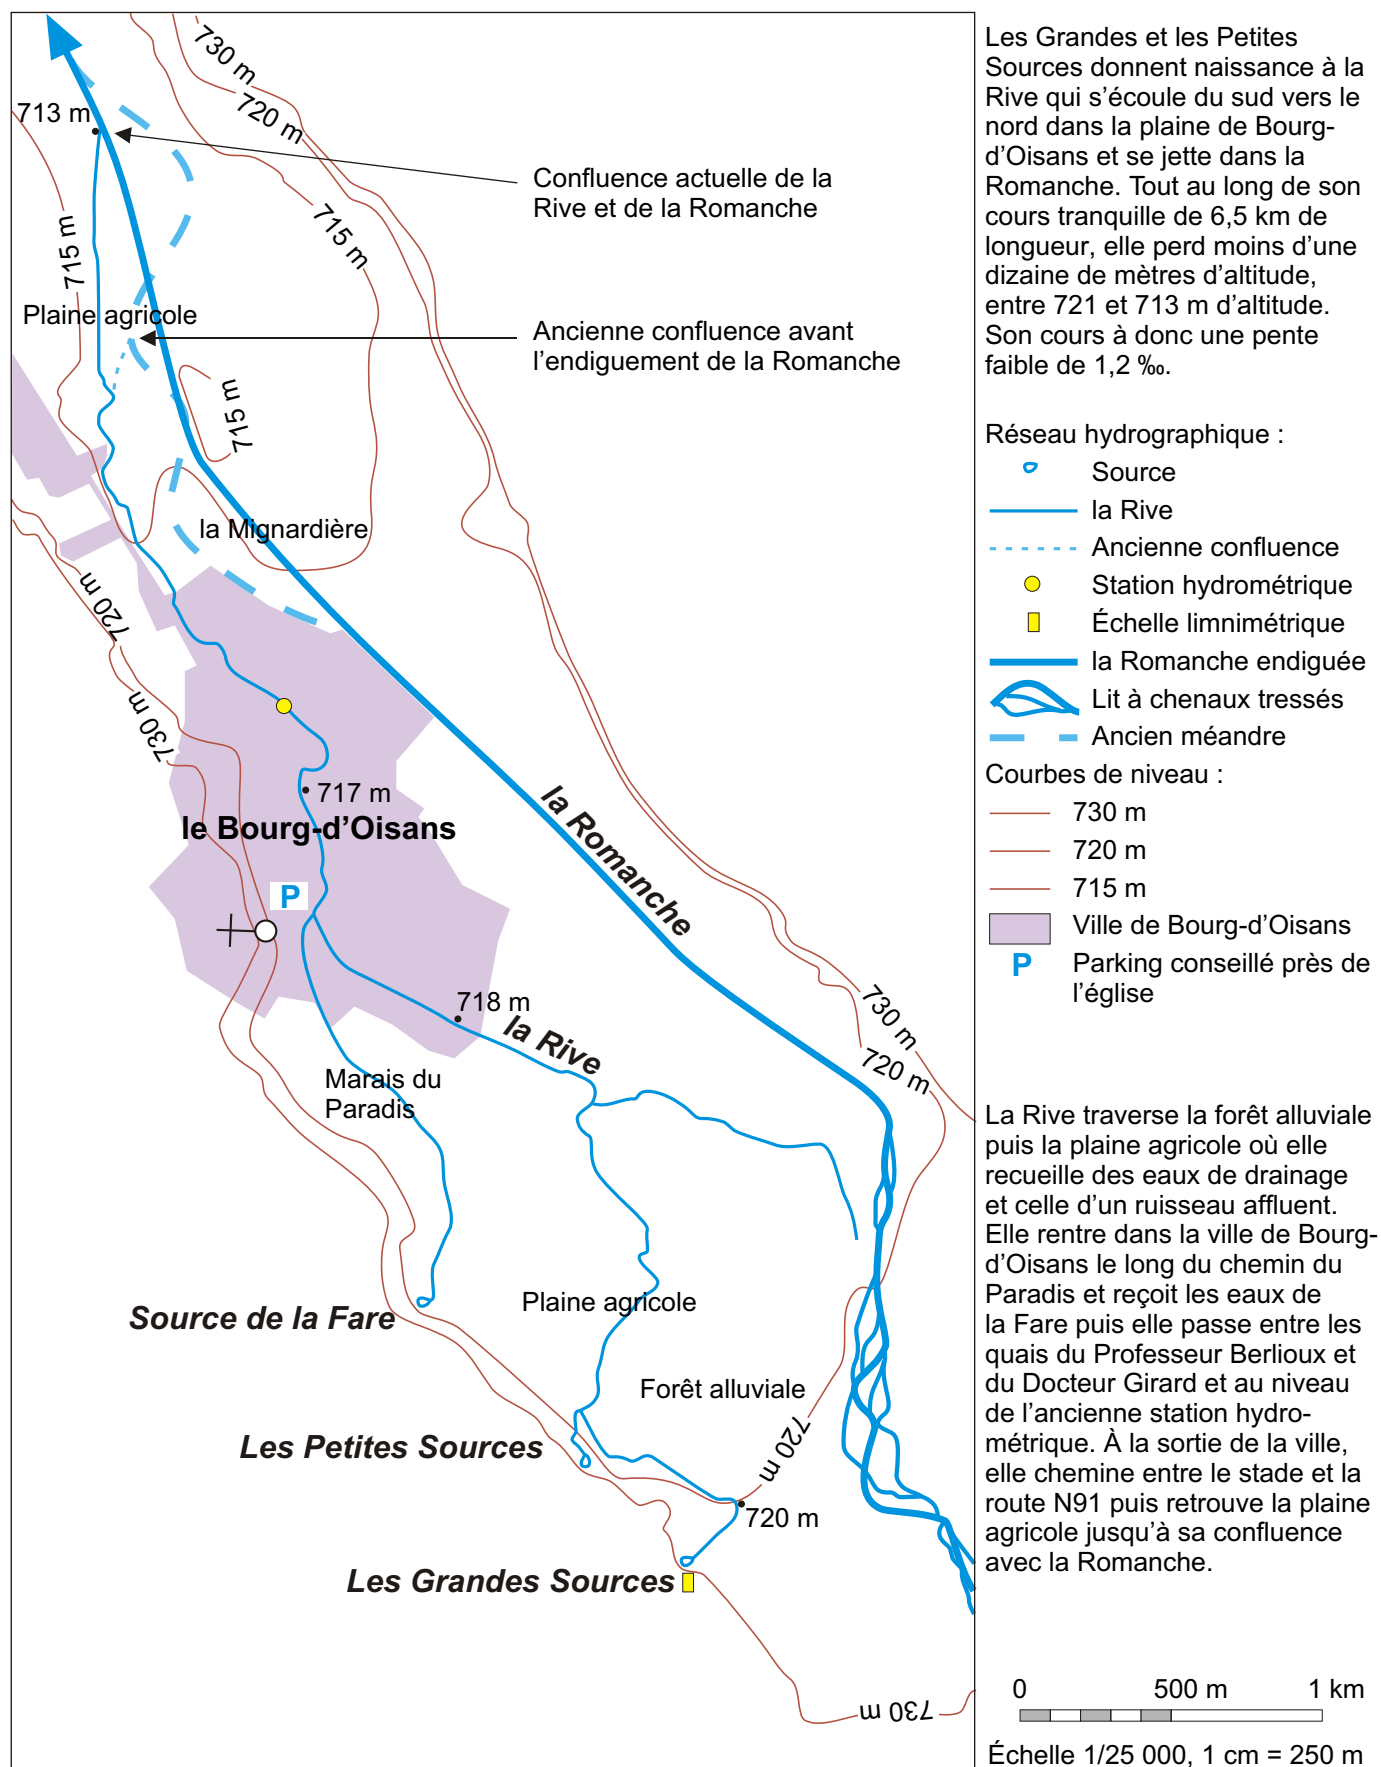 730 m
720 m
713 m
Confluence actuelle de la
Rive et de la Romanche
715 m
715 m
Plaine agricole
Ancienne confluence avant
l'endiguement de la Romanche
715 m
la Mignardière
720 m
730 m
717 m
le Bourg-d'Oisans
la Romanche
P
718 m
la Rive
730 m
720 m
Marais du
Paradis
Source de la Fare
Plaine agricole
Forêt alluviale
Les Petites Sources
720 m
720 m
Les Grandes Sources
730 m
Les Grandes et les Petites
Sources donnent naissance à la
Rive qui s'écoule du sud vers le
nord dans la plaine de Bourg-
d'Oisans et se jette dans la
Romanche. Tout au long de son
cours tranquille de 6,5 km de
longueur, elle perd moins d'une
dizaine de mètres d'altitude,
entre 721 et 713 m d'altitude.
Son cours à donc une pente
faible de 1,2 ‰.
Réseau hydrographique :
Source
la Rive
Ancienne confluence
Station hydrométrique
Échelle limnimétrique
la Romanche endiguée
Lit à chenaux tressés
Ancien méandre
Courbes de niveau :
730 m
720 m
715 m
Ville de Bourg-d'Oisans
P Parking conseillé près de
l'église
La Rive traverse la forêt alluviale
puis la plaine agricole où elle
recueille des eaux de drainage
et celle d'un ruisseau affluent.
Elle rentre dans la ville de Bourg-
d'Oisans le long du chemin du
Paradis et reçoit les eaux de
la Fare puis elle passe entre les
quais du Professeur Berlioux et
du Docteur Girard et au niveau
de l'ancienne station hydro-
métrique. À la sortie de la ville,
elle chemine entre le stade et la
route N91 puis retrouve la plaine
agricole jusqu'à sa confluence
avec la Romanche.
0 500 m 1 km
Échelle 1/25 000, 1 cm = 250 m